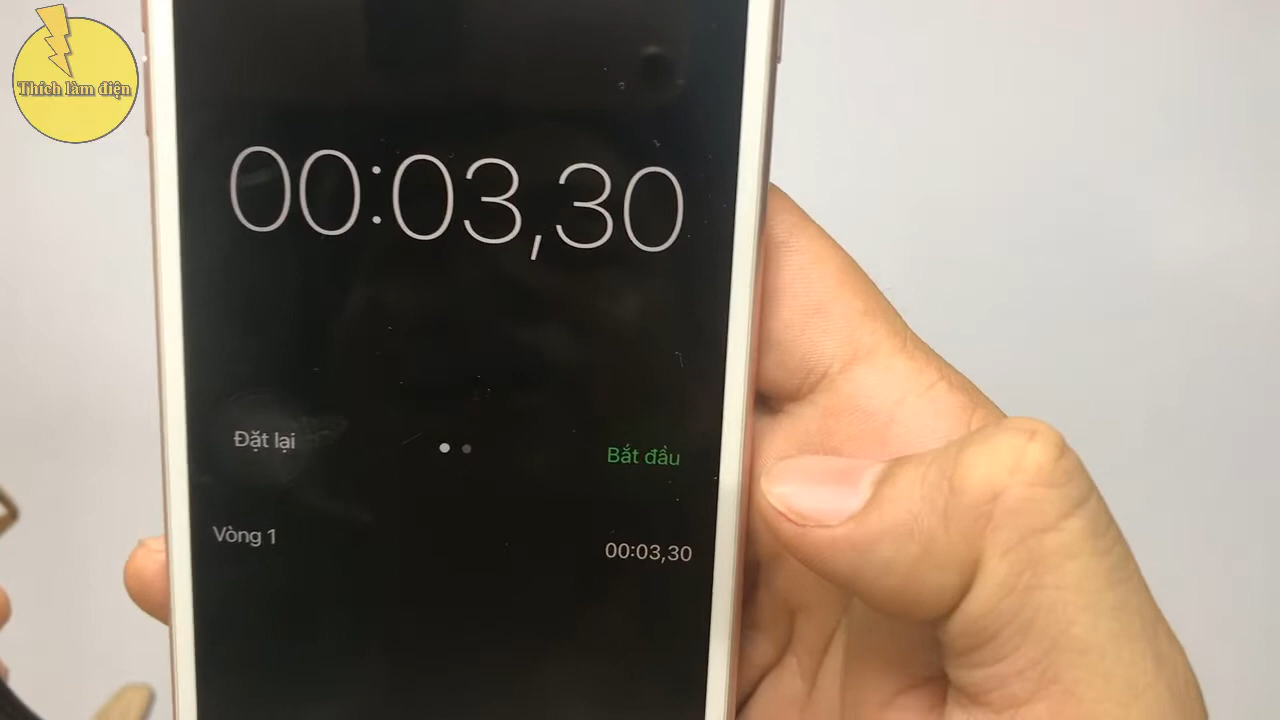 Thích làm điện
00:03,30
Đặt lại
Bắt đầu
Vòng 1
00:03,30